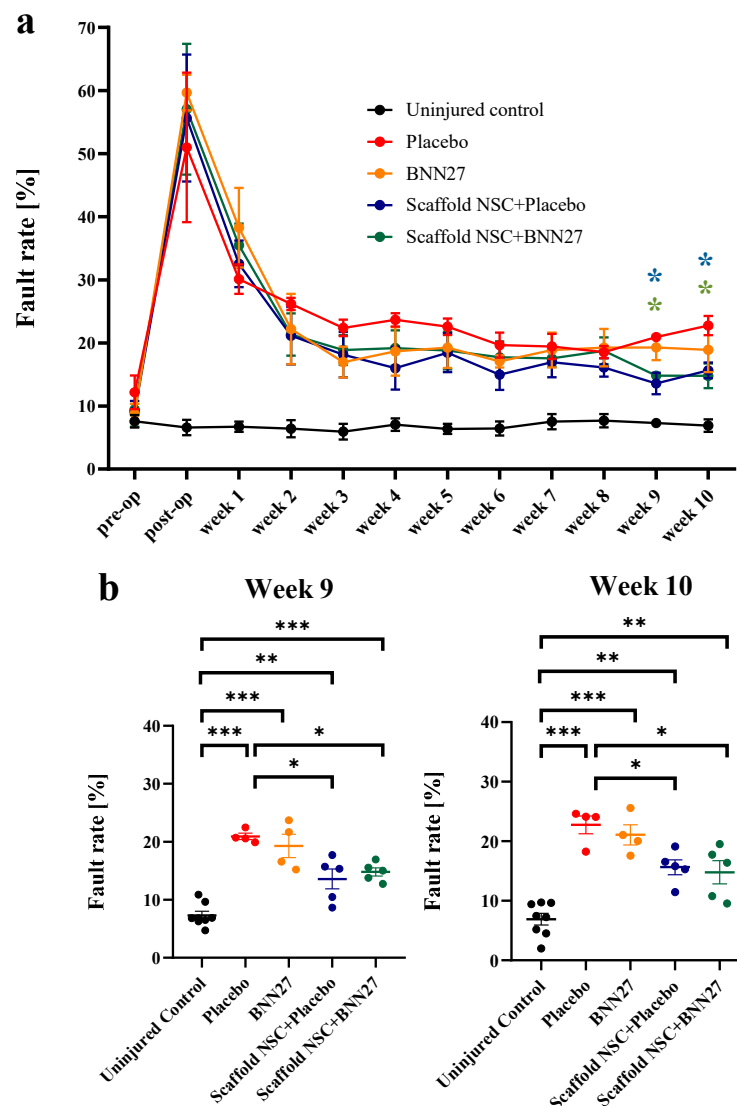 a
Fault rate [%]
70
60
50
40
30
20
10
0
Uninjured control
Placebo
BNN27
Scaffold NSC+Placebo
Scaffold NSC+BNN27
*
*
*
*
pre-op
post-op
week 1
week 2
week 3
week 4
week 5
week 6
week 7
week 8
week 9
week 10
b
Week 9
***
**
***
***
*
*
Fault rate [%]
40
30
20
10
0
Uninjured Control
Placebo
BNN27
Scaffold NSC+Placebo
Scaffold NSC+BNN27
Week 10
**
**
***
***
*
*
Fault rate [%]
40
30
20
10
0
Uninjured Control
Placebo
BNN27
Scaffold NSC+Placebo
Scaffold NSC+BNN27